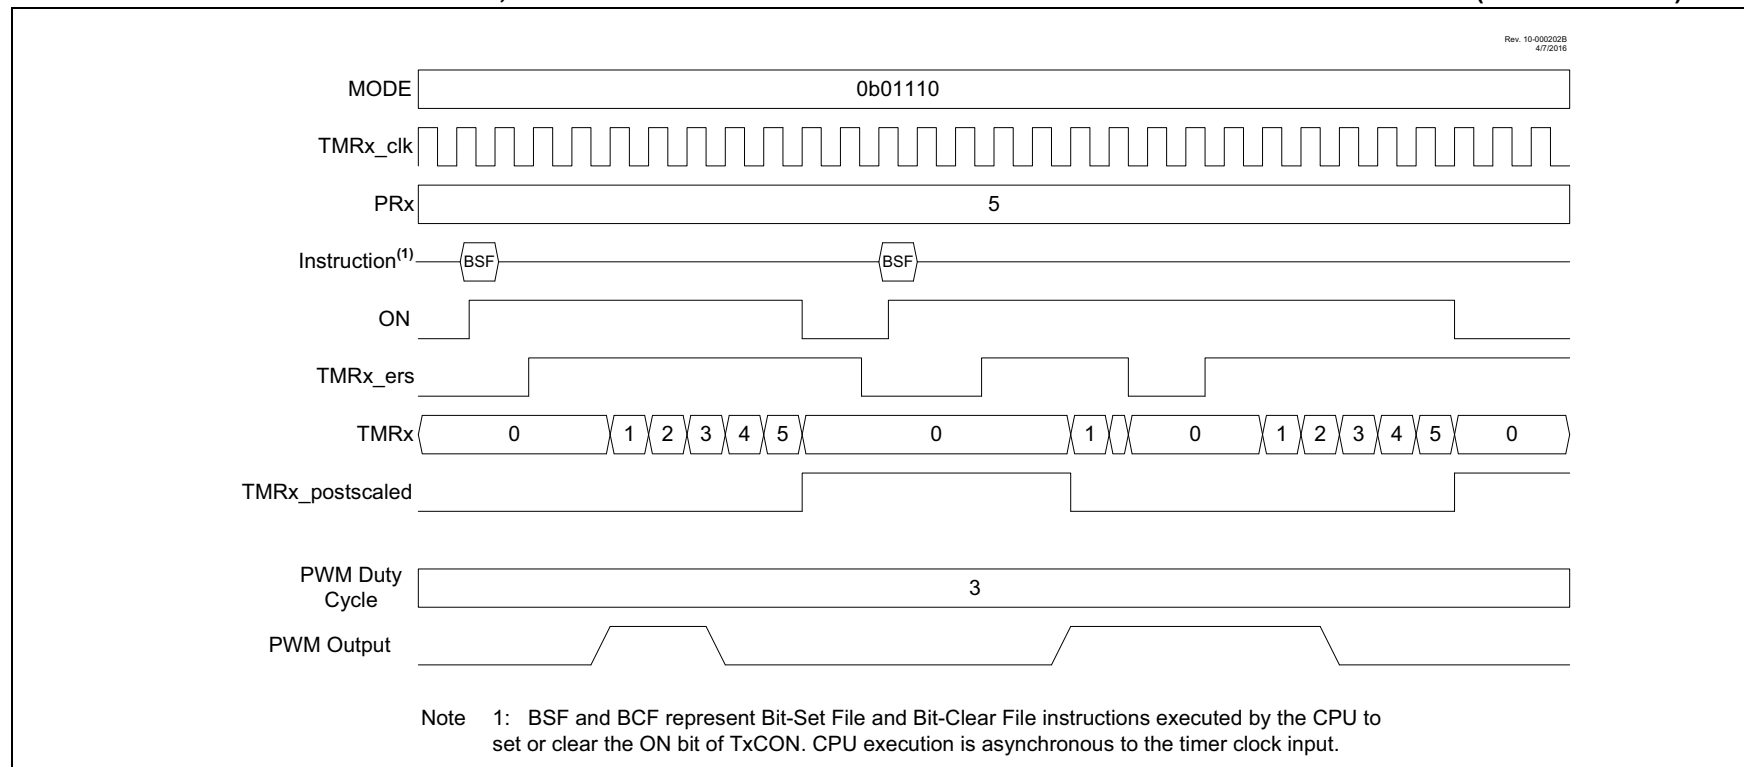 Rev. 10-000202B
4/7/2016
MODE 0b01110
TMRx_clk
PRx 5
Instruction(1) BSF BSF
ON
TMRx_ers
TMRx 0 1 2 3 4 5 0 1 0 1 2 3 4 5 0
TMRx_postscaled
PWM Duty
Cycle 3
PWM Output
Note 1: BSF and BCF represent Bit-Set File and Bit-Clear File instructions executed by the CPU to
set or clear the ON bit of TxCON. CPU execution is asynchronous to the timer clock input.